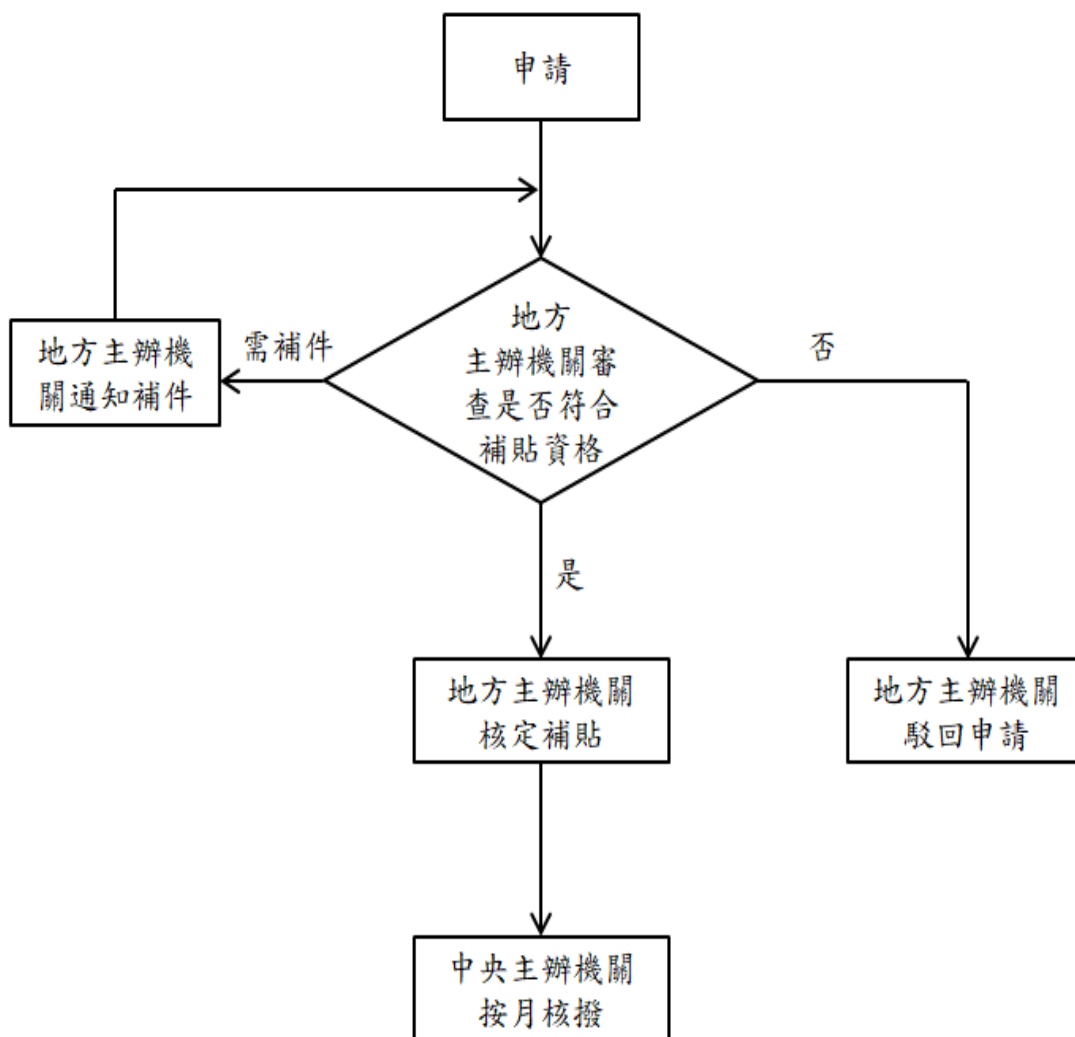 申請
地方
主辦機關審
查是否符合
補貼資格
需補件
地方主辦機
關通知補件
否
是
地方主辦機關
核定補貼
地方主辦機關
駁回申請
中央主辦機關
按月核撥